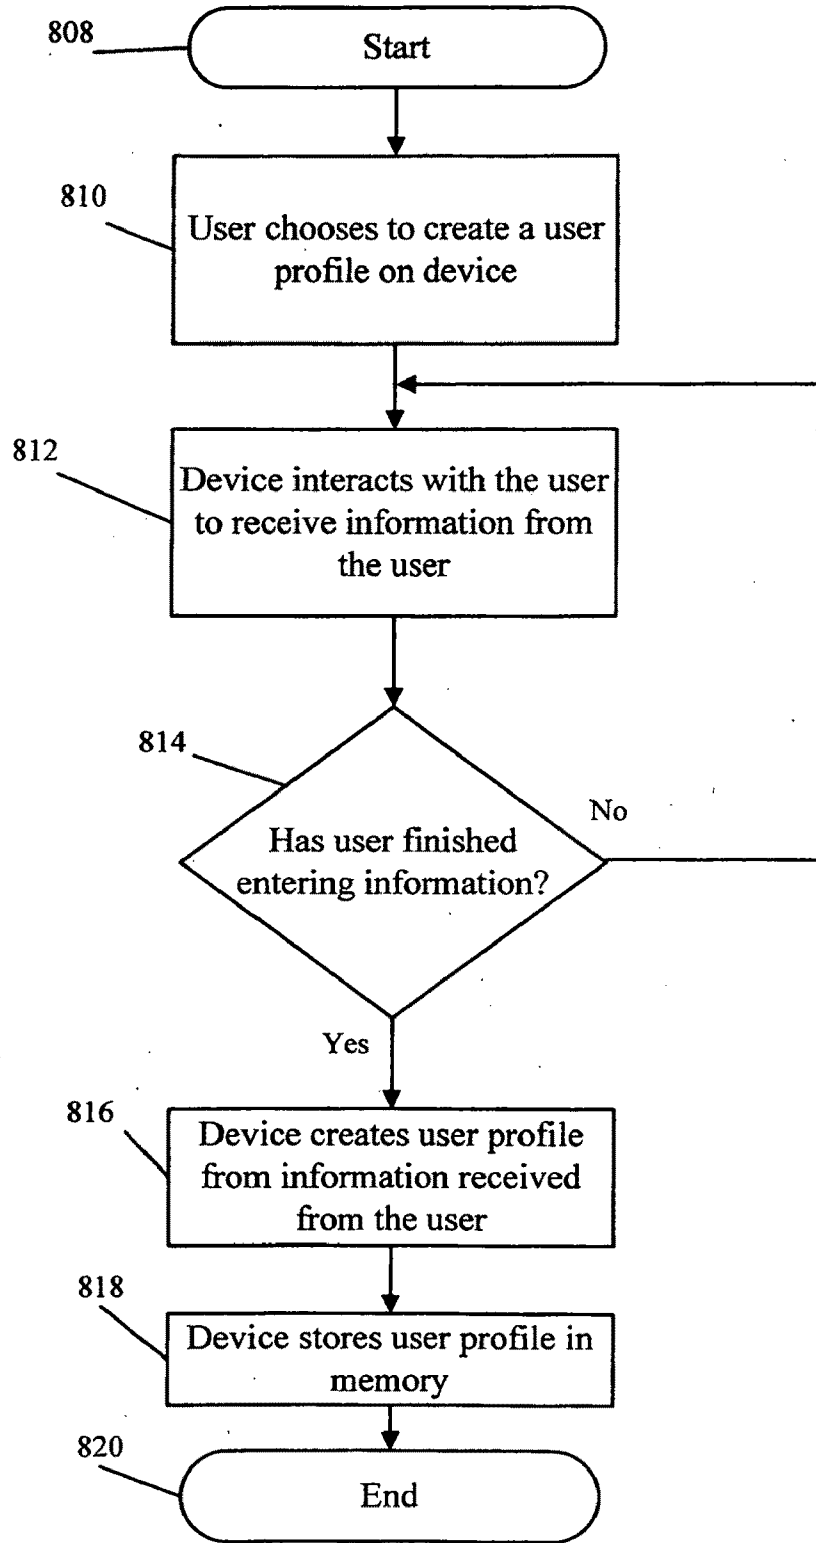 808
Start
810
User chooses to create a user
profile on device
812
Device interacts with the user
to receive information from
the user
814
Has user finished
entering information?
No
Yes
816
Device creates user profile
from information received
from the user
818
Device stores user profile in
memory
820
End